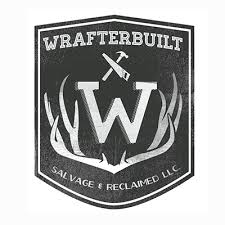 WRAFTERBUILT
W
SALVAGE & RECLAIMED LLC